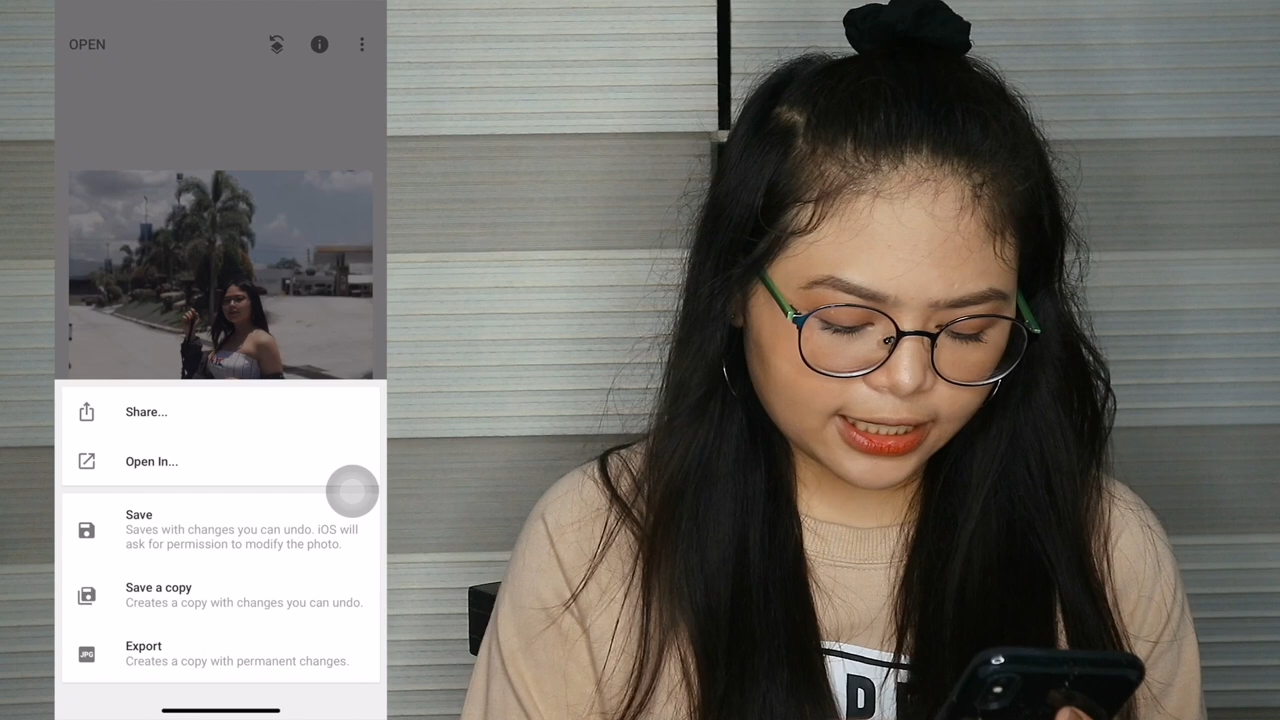 OPEN
Share...
Open In...
Save
Saves with changes you can undo. iOS will
ask for permission to modify the photo.
Save a copy
Creates a copy with changes you can undo.
JPG
Export
Creates a copy with permanent changes.